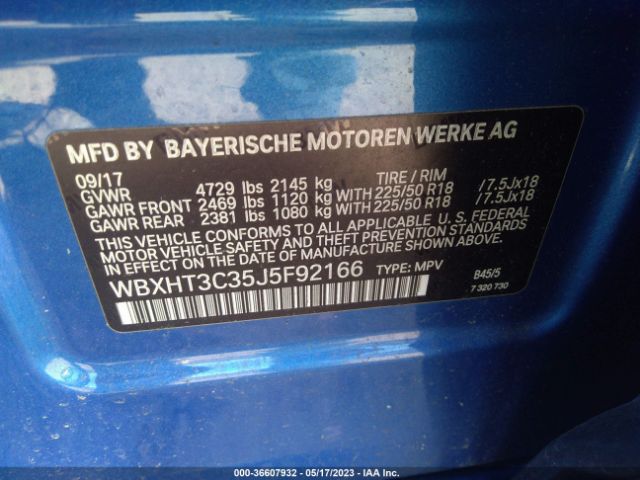 MFD BY BAYERISCHE MOTOREN WERKE AG
09/17 TIRE / RIM
GVWR 4729 lbs 2145 kg
GAWR FRONT 2469 lbs 1120 kg WITH 225/50 R18 / 7.5Jx18
GAWR REAR 2381 lbs 1080 kg WITH 225/50 R18 / 7.5Jx18
THIS VEHICLE CONFORMS TO ALL APPLICABLE U.S. FEDERAL
MOTOR VEHICLE SAFETY AND THEFT PREVENTION STANDARDS
IN EFFECT ON THE DATE OF MANUFACTURE SHOWN ABOVE.
WBXHT3C35J5F92166 TYPE: MPV B45/5
7 320 730
000-36607932 - 05/17/2023 - IAA Inc.